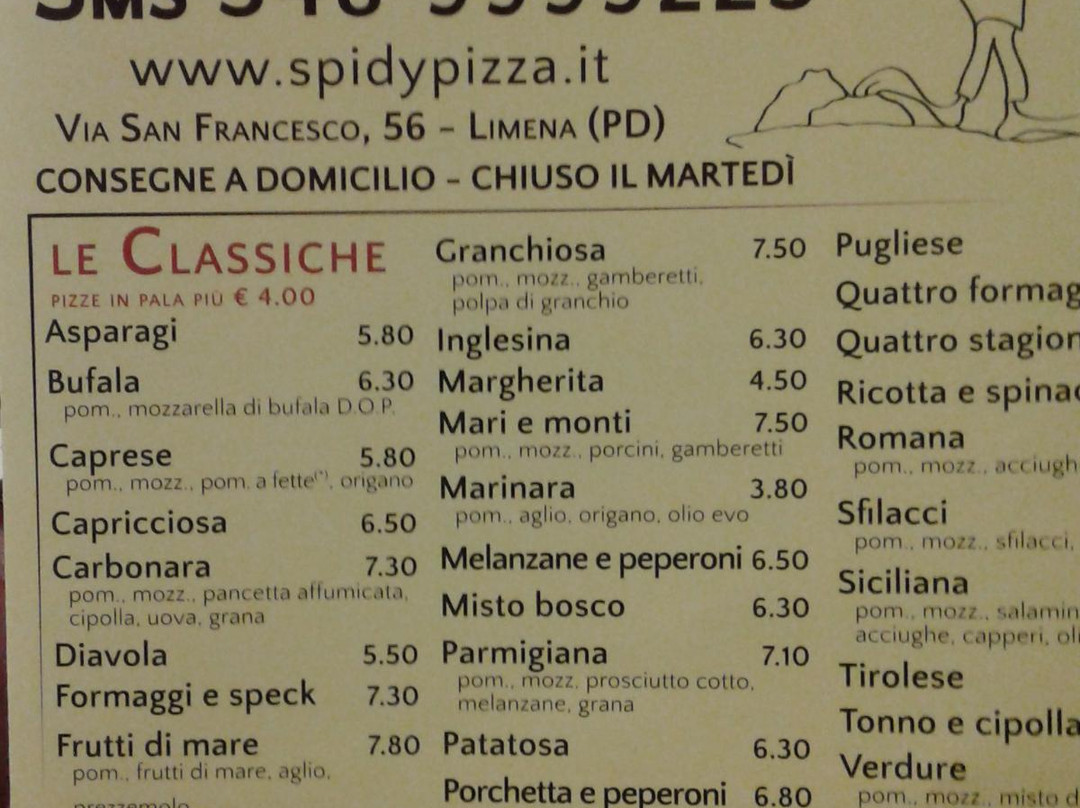 www.spidypizza.it
VIA SAN FRANCESCO, 56 - LIMENA (PD)
CONSEGNE A DOMICILIO - CHIUSO IL MARTEDÌ
LE CLASSICHE
PIZZE IN PALA PIÙ € 4.00
Asparagi 5.80
Bufala 6.30
pom., mozzarella di bufala D.O.P.
Caprese 5.80
pom., mozz., pom. a fette(*), origano
Capricciosa 6.50
Carbonara 7.30
pom., mozz., pancetta affumicata,
cipolla, uova, grana
Diavola 5.50
Formaggi e speck 7.30
Frutti di mare 7.80
pom., frutti di mare, aglio,
prezzemolo
Granchiosa 7.50
pom., mozz., gamberetti,
polpa di granchio
Inglesina 6.30
Margherita 4.50
Mari e monti 7.50
pom., mozz., porcini, gamberetti
Marinara 3.80
pom., aglio, origano, olio evo
Melanzane e peperoni 6.50
Misto bosco 6.30
Parmigiana 7.10
pom., mozz, prosciutto cotto,
melanzane, grana
Patatosa 6.30
Porchetta e peperoni 6.80
Pugliese
Quattro formag
Quattro stagion
Ricotta e spinac
Romana
pom., mozz., acciugh
Sfilacci
pom., mozz., sfilacci,
Siciliana
pom., mozz., salamin
acciughe, capperi, oli
Tirolese
Tonno e cipolla
Verdure
pom., mozz., misto d